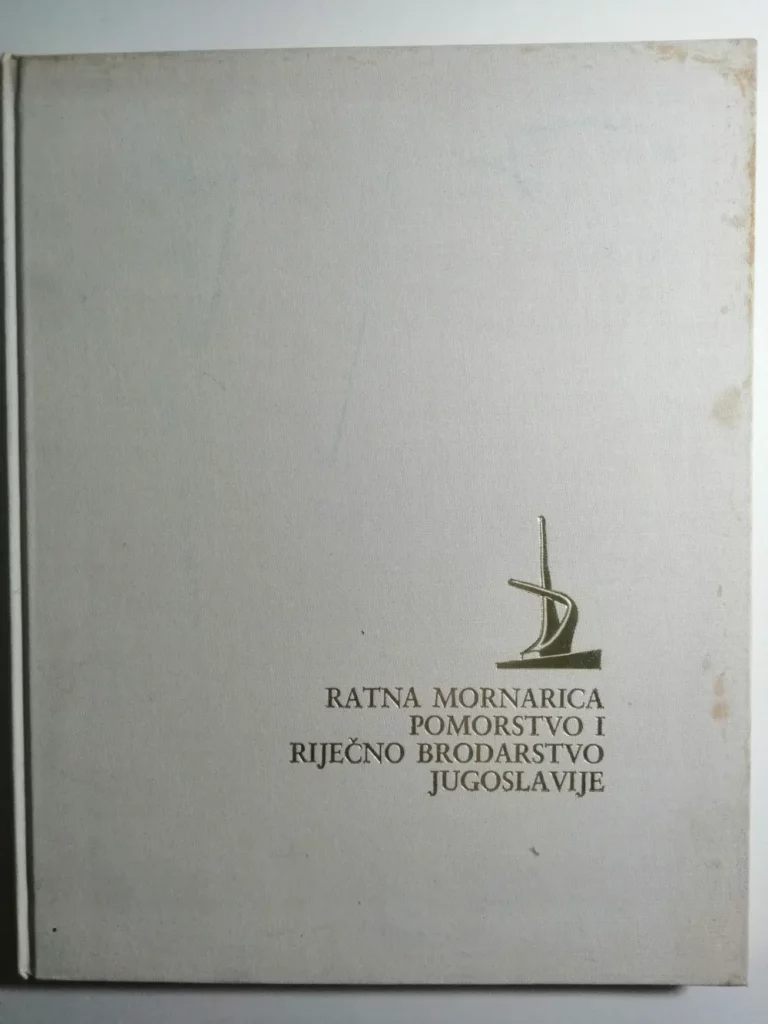 RATNA MORNARICA
POMORSTVO I
RIJEČNO BRODARSTVO
JUGOSLAVIJE